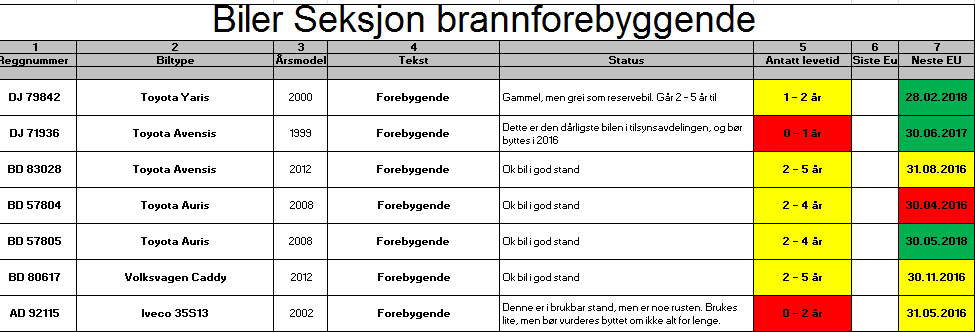 Biler Seksjon brannforebyggende
1 2 3 4 5 6 7
Reggnummer Biltype Årsmodel Tekst Status Antatt levetid Siste Eu Neste EU
DJ 79842 Toyota Yaris 2000 Forebygende Gammel, men grei som reservebil. Går 2 - 5 år til 1 - 2 år 28.02.2018
DJ 71936 Toyota Avensis 1999 Forebygende Dette er den dårligste bilen i tilsynsavdelingen, og bør
byttes i 2016 0 - 1 år 30.06.2017
BD 83028 Toyota Avensis 2012 Forebygende Ok bil i god stand 2 - 5 år 31.08.2016
BD 57804 Toyota Auris 2008 Forebygende Ok bil i god stand 2 - 4 år 30.04.2016
BD 57805 Toyota Auris 2008 Forebygende Ok bil i god stand 2 - 4 år 30.05.2018
BD 80617 Volksvagen Caddy 2012 Forebygende Ok bil i god stand 2 - 5 år 30.11.2016
AD 92115 Iveco 35S13 2002 Forebygende Denne er i brukbar stand, men er noe rusten. Brukes
lite, men bør vurderes byttet om ikke alt for lenge. 0 - 2 år 31.05.2016